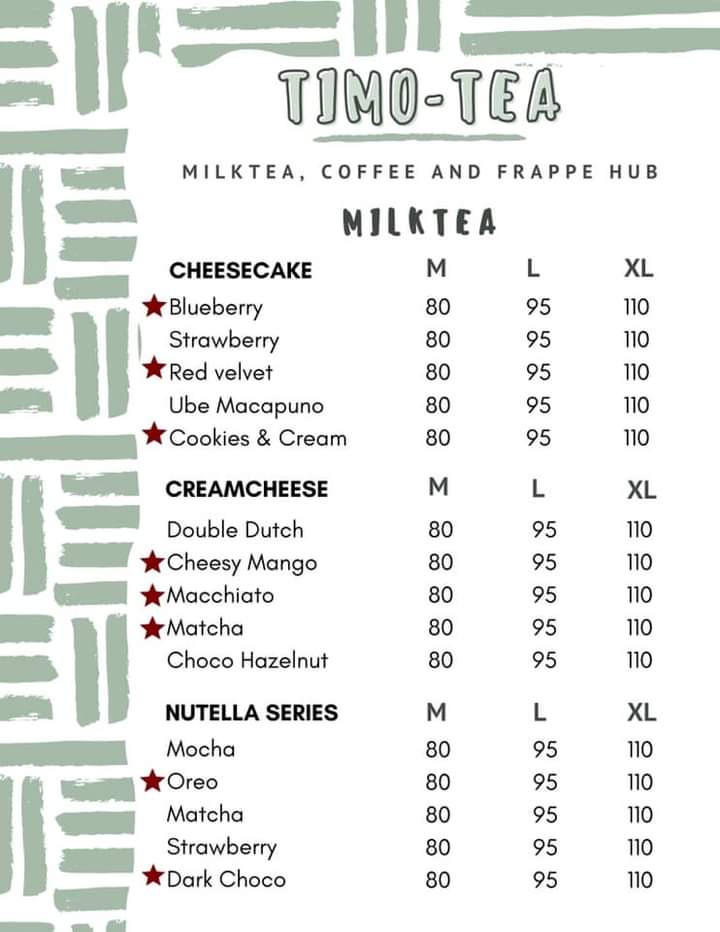 TIMO-TEA
MILKTEA, COFFEE AND FRAPPE HUB
MILKTEA
CHEESECAKE M L XL
Blueberry 80 95 110
Strawberry 80 95 110
Red velvet 80 95 110
Ube Macapuno 80 95 110
Cookies & Cream 80 95 110
CREAMCHEESE M L XL
Double Dutch 80 95 110
Cheesy Mango 80 95 110
Macchiato 80 95 110
Matcha 80 95 110
Choco Hazelnut 80 95 110
NUTELLA SERIES M L XL
Mocha 80 95 110
Oreo 80 95 110
Matcha 80 95 110
Strawberry 80 95 110
Dark Choco 80 95 110